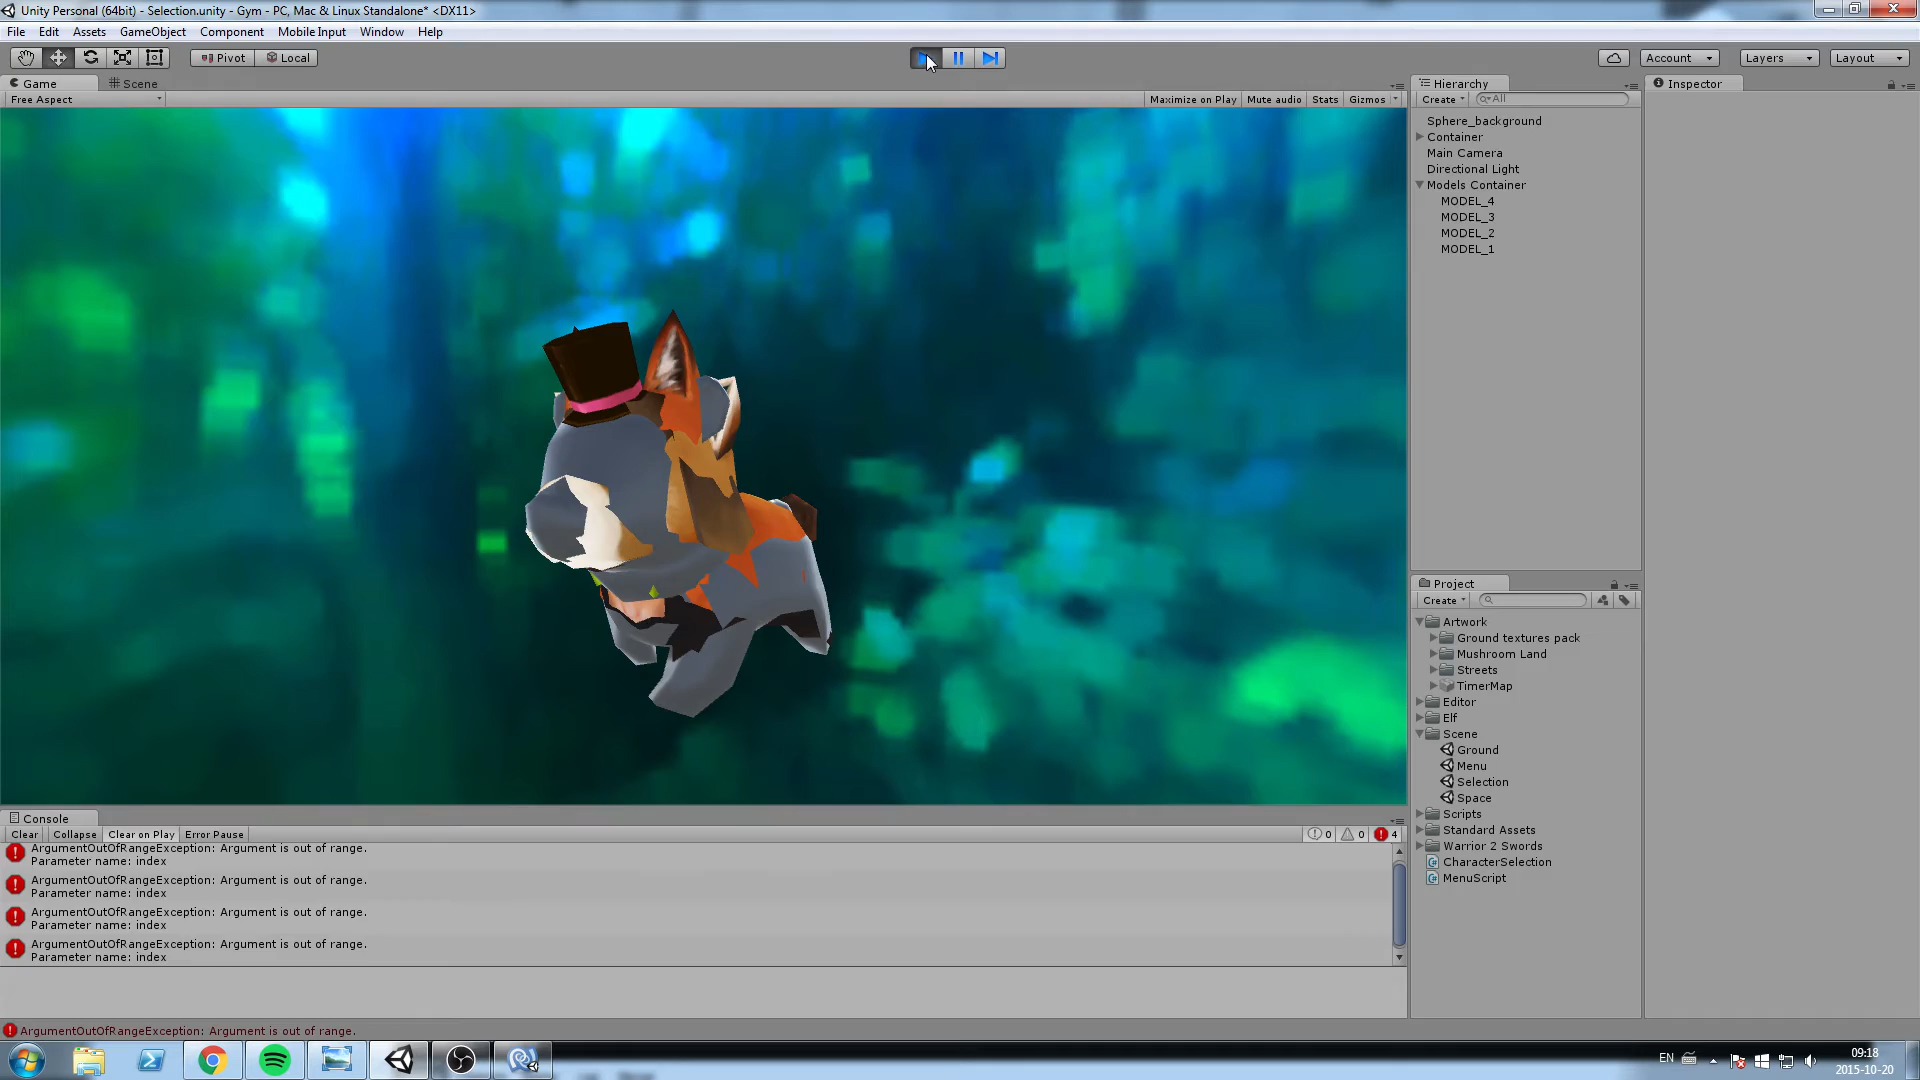 Unity Personal (64bit) - Selection.unity - Gym - PC, Mac & Linux Standalone* <DX11>
File Edit Assets GameObject Component Mobile Input Window Help
Pivot Local Account Layers Layout
Game Scene
Free Aspect
Maximize on Play Mute audio Stats Gizmos
Hierarchy
Create All
Sphere_background
Container
Main Camera
Directional Light
Models Container
MODEL_4
MODEL_3
MODEL_2
MODEL_1
Inspector
Project
Create
Artwork
Ground textures pack
Mushroom Land
Streets
TimerMap
Editor
Elf
Scene
Ground
Menu
Selection
Space
Scripts
Standard Assets
Warrior 2 Swords
CharacterSelection
MenuScript
Console
Clear Collapse Clear on Play Error Pause 0 0 4
ArgumentOutOfRangeException: Argument is out of range.
Parameter name: index
ArgumentOutOfRangeException: Argument is out of range.
Parameter name: index
ArgumentOutOfRangeException: Argument is out of range.
Parameter name: index
ArgumentOutOfRangeException: Argument is out of range.
Parameter name: index
ArgumentOutOfRangeException: Argument is out of range.
EN
09:18
2015-10-20